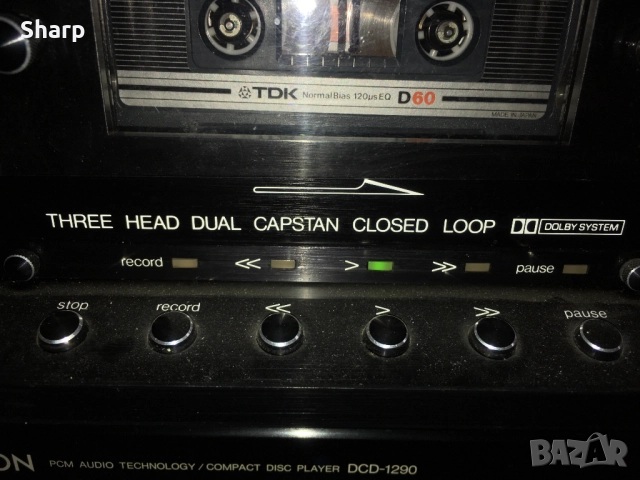 Sharp
TDK Normal Bias 120µs EQ D60
MADE IN JAPAN
THREE HEAD DUAL CAPSTAN CLOSED LOOP DOLBY SYSTEM
record << > >> pause
stop record << > >> pause
ON PCM AUDIO TECHNOLOGY / COMPACT DISC PLAYER DCD-1290
BAZAR